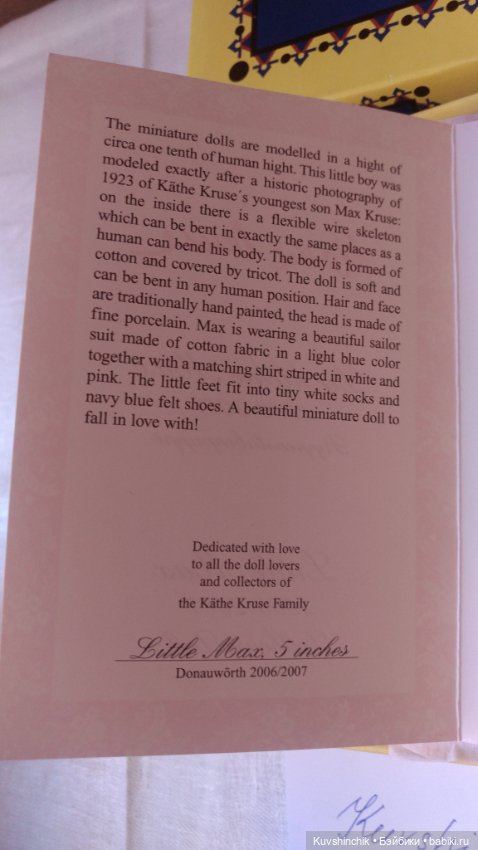 The miniature dolls are modelled in a hight of
circa one tenth of human hight. This little boy was
modeled exactly after a historic photography of
1923 of Käthe Kruse´s youngest son Max Kruse:
on the inside there is a flexible wire skeleton
which can be bent in exactly the same places as a
human can bend his body. The body is formed of
cotton and covered by tricot. The doll is soft and
can be bent in any human position. Hair and face
are traditionally hand painted, the head is made of
fine porcelain. Max is wearing a beautiful sailor
suit made of cotton fabric in a light blue color
together with a matching shirt striped in white and
pink. The little feet fit into tiny white socks and
navy blue felt shoes. A beautiful miniature doll to
fall in love with!
Dedicated with love
to all the doll lovers
and collectors of
the Käthe Kruse Family
Little Max, 5 inches
Donauwörth 2006/2007
Kuvshinchik • Бэйбики • babiki.ru